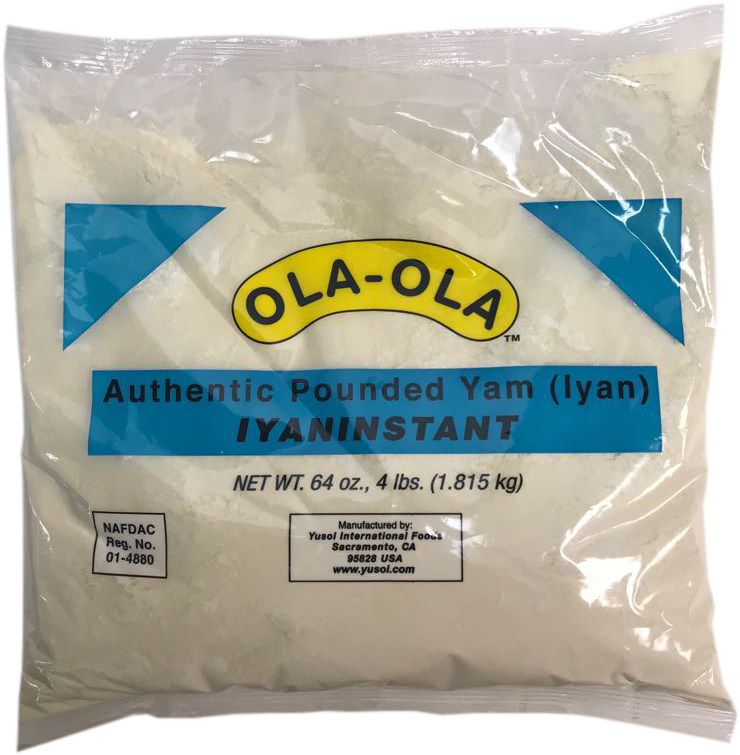 OLA-OLA
TM
Authentic Pounded Yam (Iyan)
IYANINSTANT
NET WT. 64 oz., 4 lbs. (1.815 kg)
NAFDAC
Reg. No.
01-4880
Manufactured by:
Yusol International Foods
Sacramento, CA
95828 USA
www.yusol.com